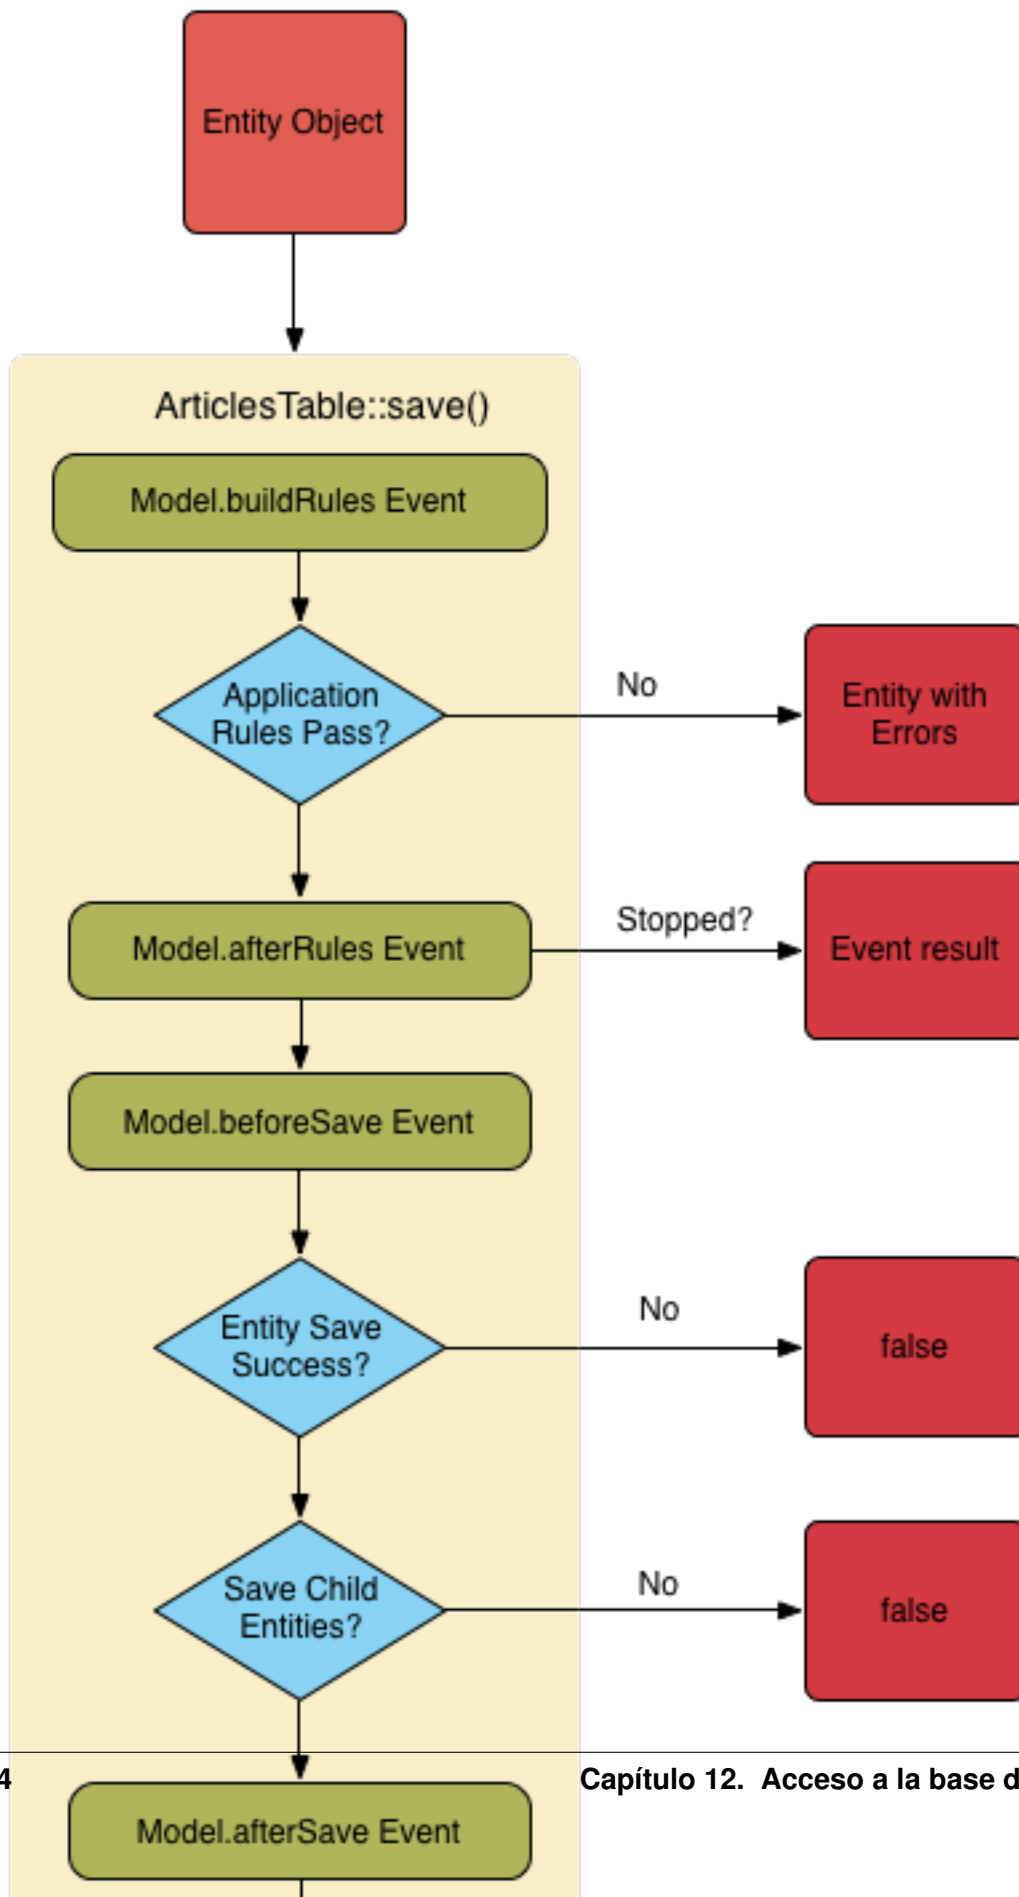 Entity Object
ArticlesTable::save()
Model.buildRules Event
Application
Rules Pass?
No
Entity with
Errors
Model.afterRules Event
Stopped?
Event result
Model.beforeSave Event
Entity Save
Success?
No
false
Save Child
Entities?
No
false
4
Capítulo 12. Acceso a la base d
Model.afterSave Event